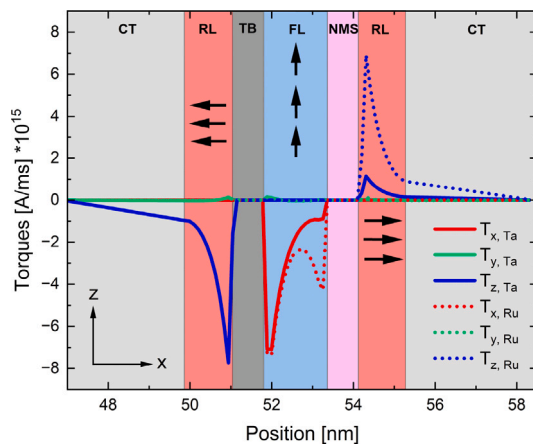 CT RL TB FL NMS RL CT
8
6
4
2
0
−2
−4
−6
−8
Torques [A/ms] *10^15
T_x, Ta
T_y, Ta
T_z, Ta
T_x, Ru
T_y, Ru
T_z, Ru
Z
X
48 50 52 54 56 58
Position [nm]